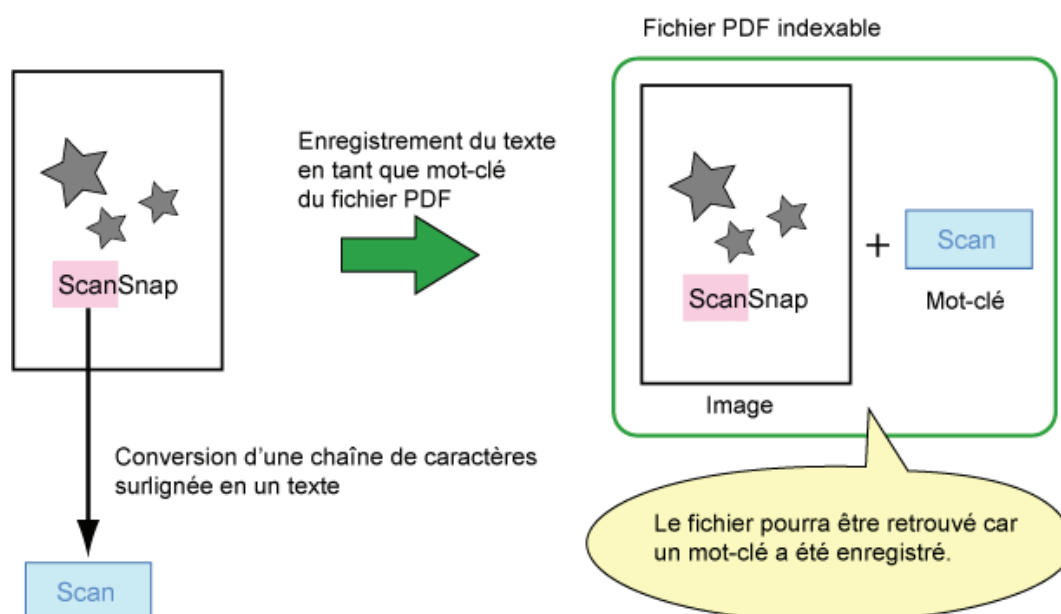 Fichier PDF indexable
Enregistrement du texte
en tant que mot-clé
du fichier PDF
ScanSnap
Conversion d'une chaîne de caractères
surlignée en un texte
Scan
ScanSnap
Image
+
Scan
Mot-clé
Le fichier pourra être retrouvé car
un mot-clé a été enregistré.